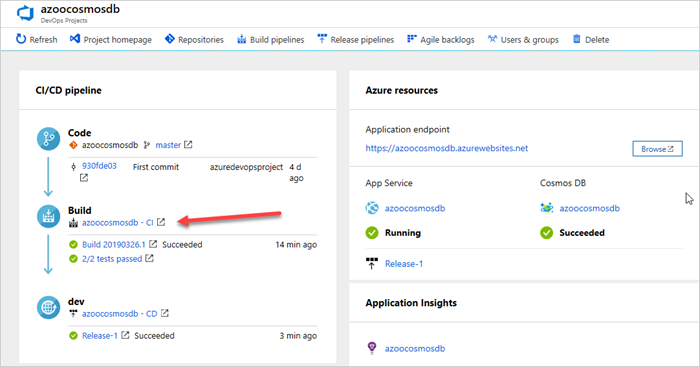 azoocosmosdb
DevOps Projects
Refresh Project homepage Repositories Build pipelines Release pipelines Agile backlogs Users & groups Delete
CI/CD pipeline
Code
azoocosmosdb master
930fde03 First commit azuredevopsproject 4 d
ago
Build
azoocosmosdb - CI
Build 20190326.1 Succeeded 14 min ago
2/2 tests passed
dev
azoocosmosdb - CD
Release-1 Succeeded 3 min ago
Azure resources
Application endpoint
https://azoocosmosdb.azurewebsites.net Browse
App Service Cosmos DB
azoocosmosdb azoocosmosdb
Running Succeeded
Release-1
Application Insights
azoocosmosdb